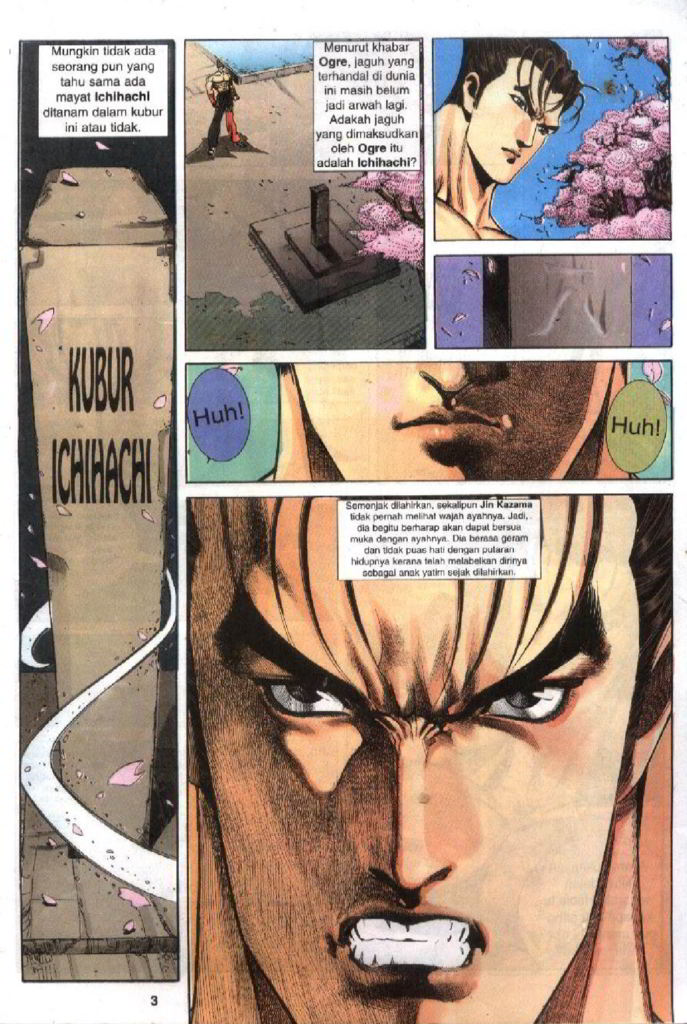 Mungkin tidak ada
seorang pun yang
tahu sama ada
mayat Ichihachi
ditanam dalam kubur
ini atau tidak.
KUBUR
ICHIHACHI
Menurut khabar
Ogre, jaguh yang
terhandal di dunia
ini masih belum
jadi arwah lagi.
Adakah jaguh
yang dimaksudkan
oleh Ogre itu
adalah Ichihachi?
Huh!
Huh!
Semenjak dilahirkan, sekalipun Jin Kazama
tidak pernah melihat wajah ayahnya. Jadi,
dia begitu berharap akan dapat bersua
muka dengan ayahnya. Dia berasa geram
dan tidak puas hati dengan putaran
hidupnya kerana telah melabelkan dirinya
sebagai anak yatim sejak dilahirkan.
3